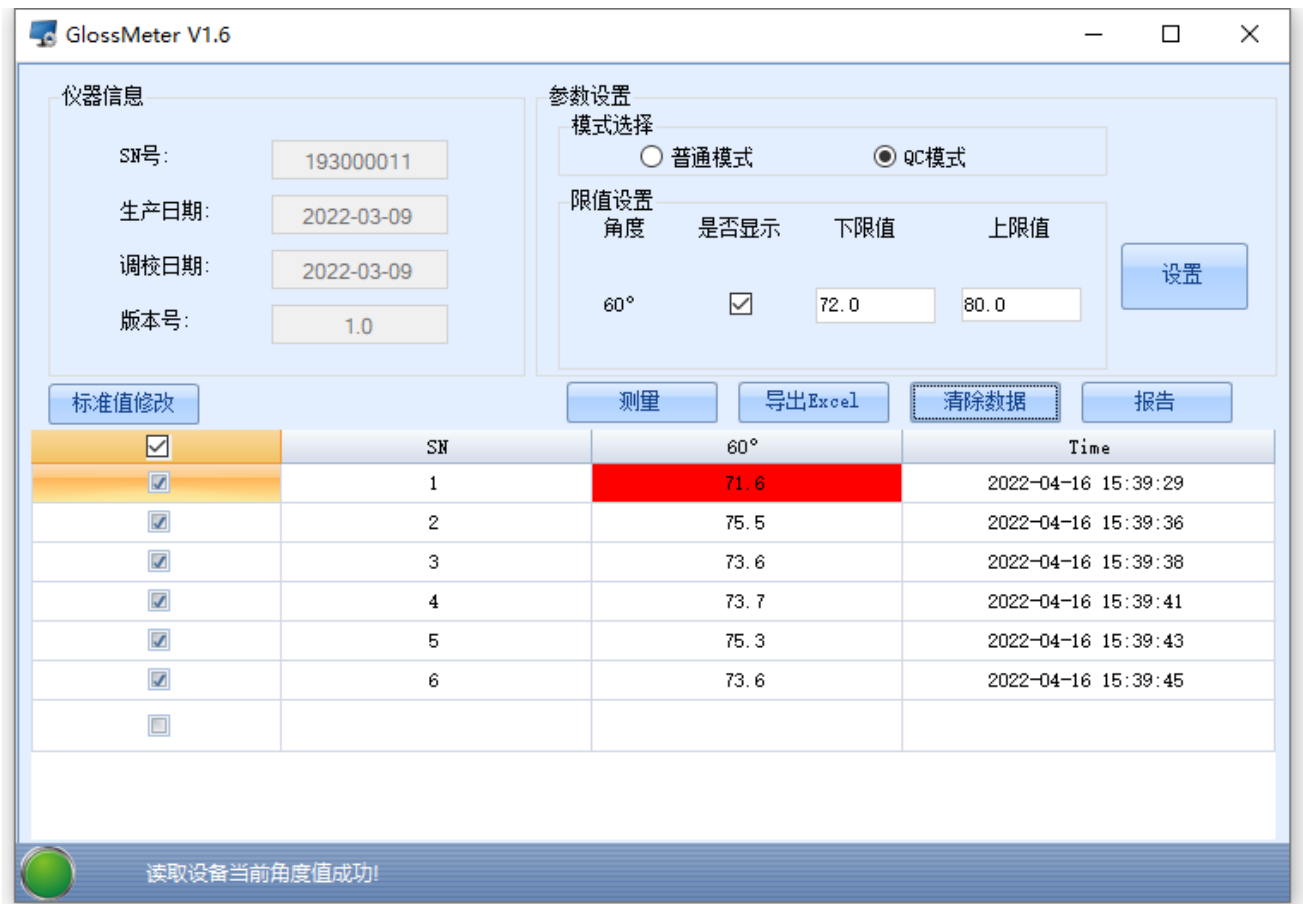 GlossMeter V1.6
仪器信息
SN号: 193000011
生产日期: 2022-03-09
调校日期: 2022-03-09
版本号: 1.0
参数设置
模式选择
普通模式 QC模式
限值设置
角度 是否显示 下限值 上限值
60° 72.0 80.0
设置
标准值修改 测量 导出Excel 清除数据 报告
SN 60° Time
1 71.6 2022-04-16 15:39:29
2 75.5 2022-04-16 15:39:36
3 73.6 2022-04-16 15:39:38
4 73.7 2022-04-16 15:39:41
5 75.3 2022-04-16 15:39:43
6 73.6 2022-04-16 15:39:45
读取设备当前角度值成功!